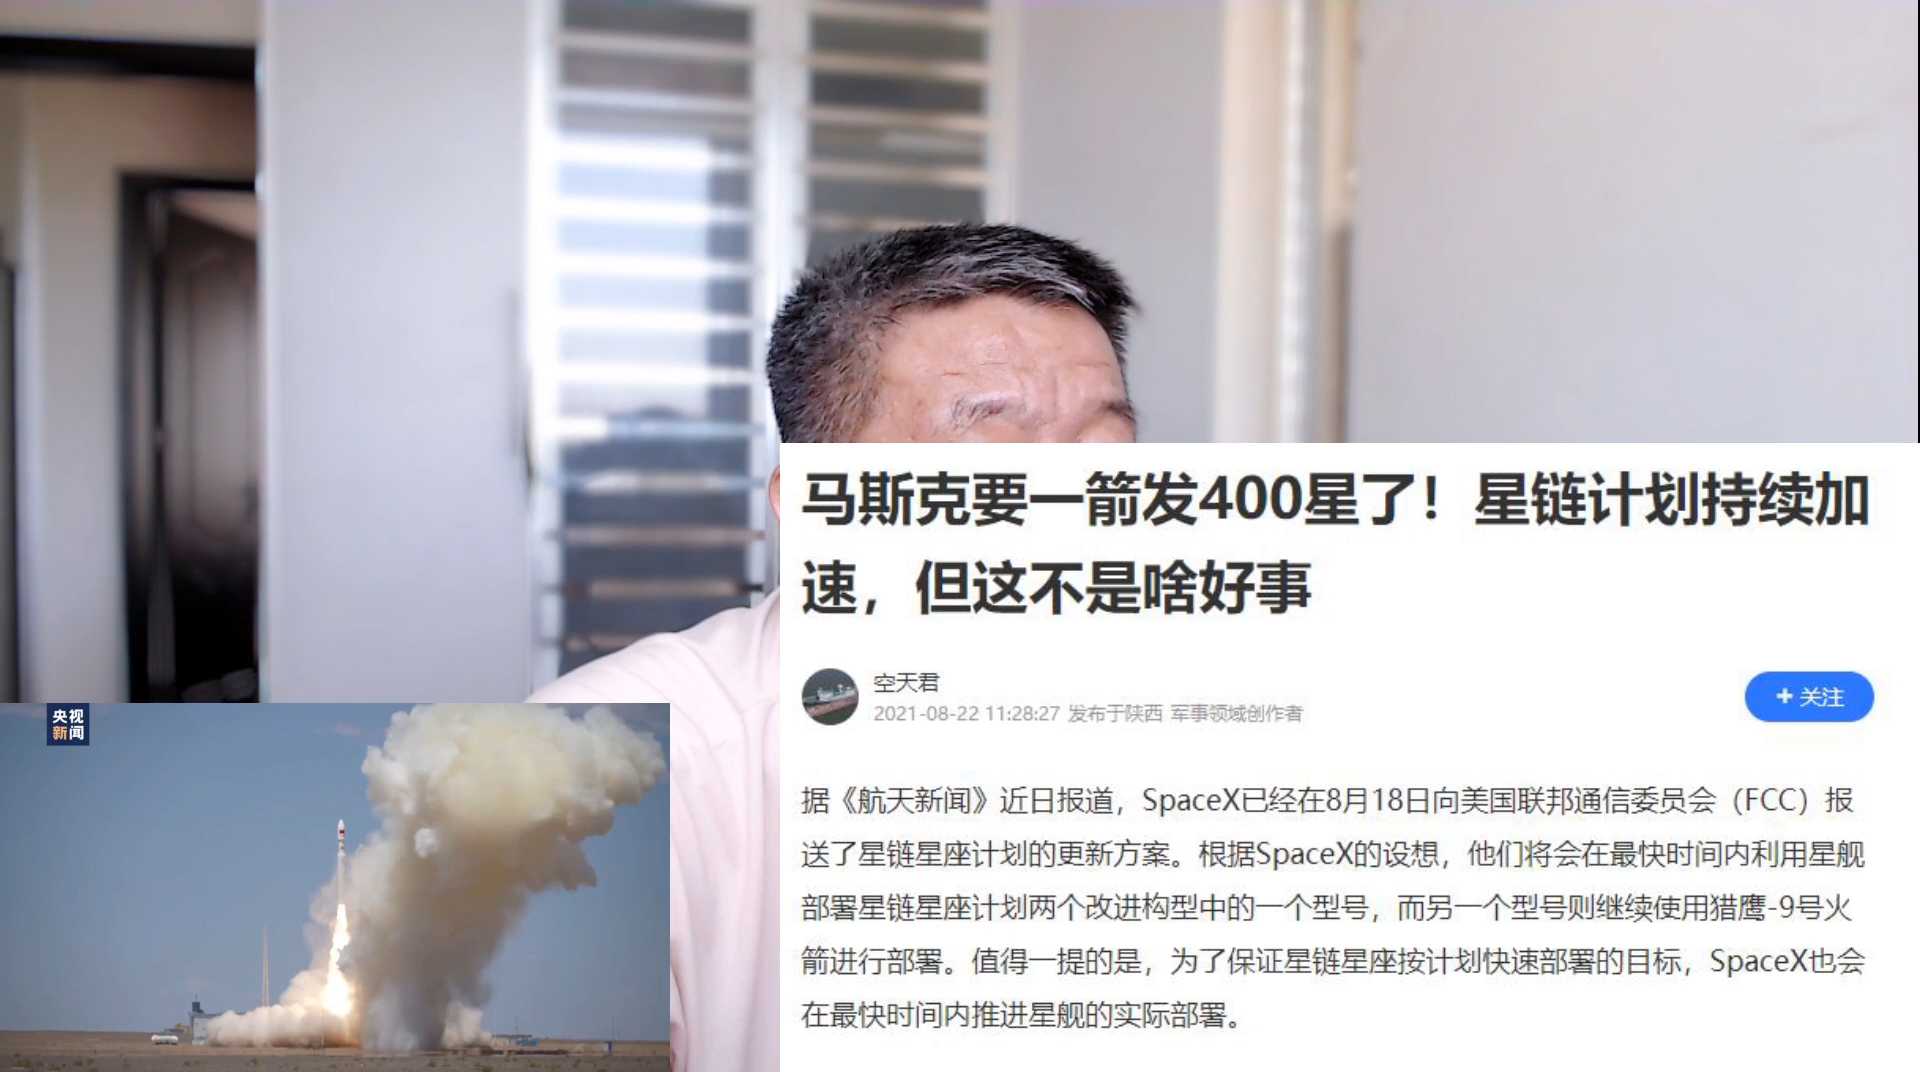 马斯克要一箭发400星了！星链计划持续加
速，但这不是啥好事
空天君
2021-08-22 11:28:27 发布于陕西 军事领域创作者
+ 关注
据《航天新闻》近日报道，SpaceX已经在8月18日向美国联邦通信委员会（FCC）报
送了星链星座计划的更新方案。根据SpaceX的设想，他们将会在最快时间内利用星舰
部署星链星座计划两个改进构型中的一个型号，而另一个型号则继续使用猎鹰-9号火
箭进行部署。值得一提的是，为了保证星链星座按计划快速部署的目标，SpaceX也会
在最快时间内推进星舰的实际部署。
央视
新闻